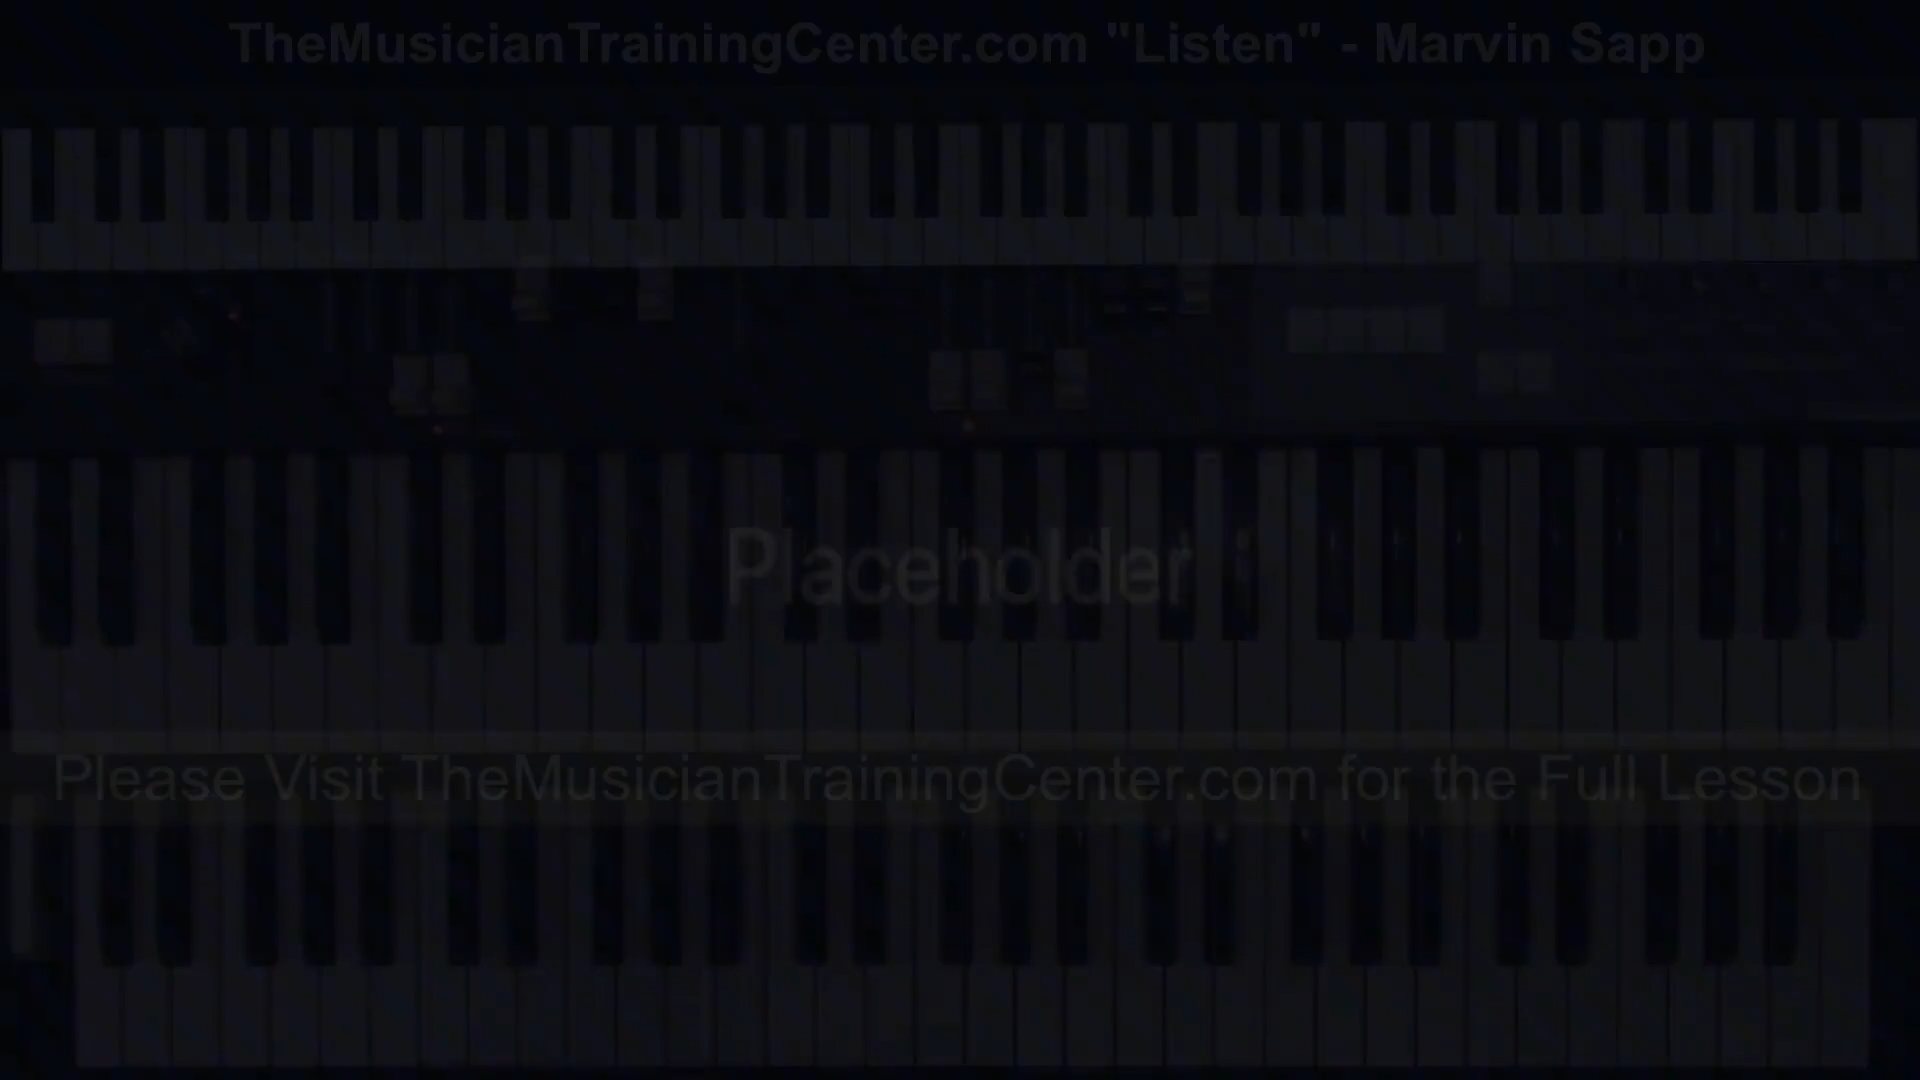 TheMusicianTrainingCenter.com "Listen" - Marvin Sapp
Placeholder
Please Visit TheMusicianTrainingCenter.com for the Full Lesson